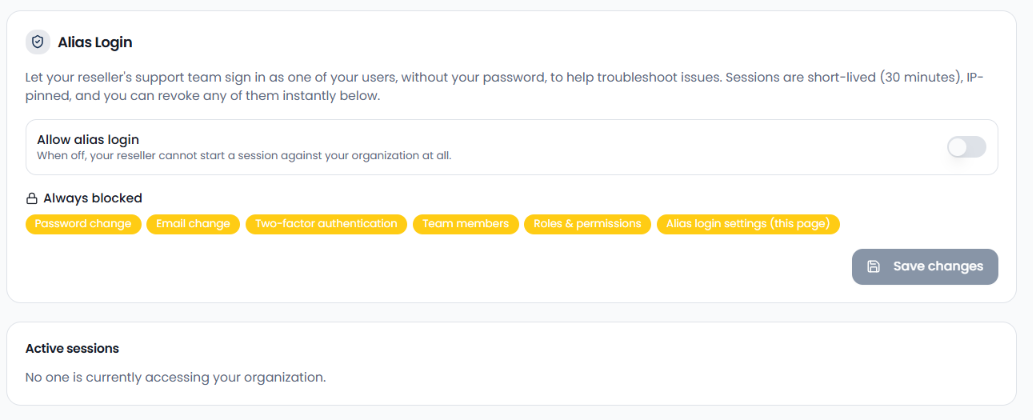 Alias Login
Let your reseller's support team sign in as one of your users, without your password, to help troubleshoot issues. Sessions are short-lived (30 minutes), IP-
pinned, and you can revoke any of them instantly below.
Allow alias login
When off, your reseller cannot start a session against your organization at all.
Always blocked
Password change Email change Two-factor authentication Team members Roles & permissions Alias login settings (this page)
Save changes
Active sessions
No one is currently accessing your organization.